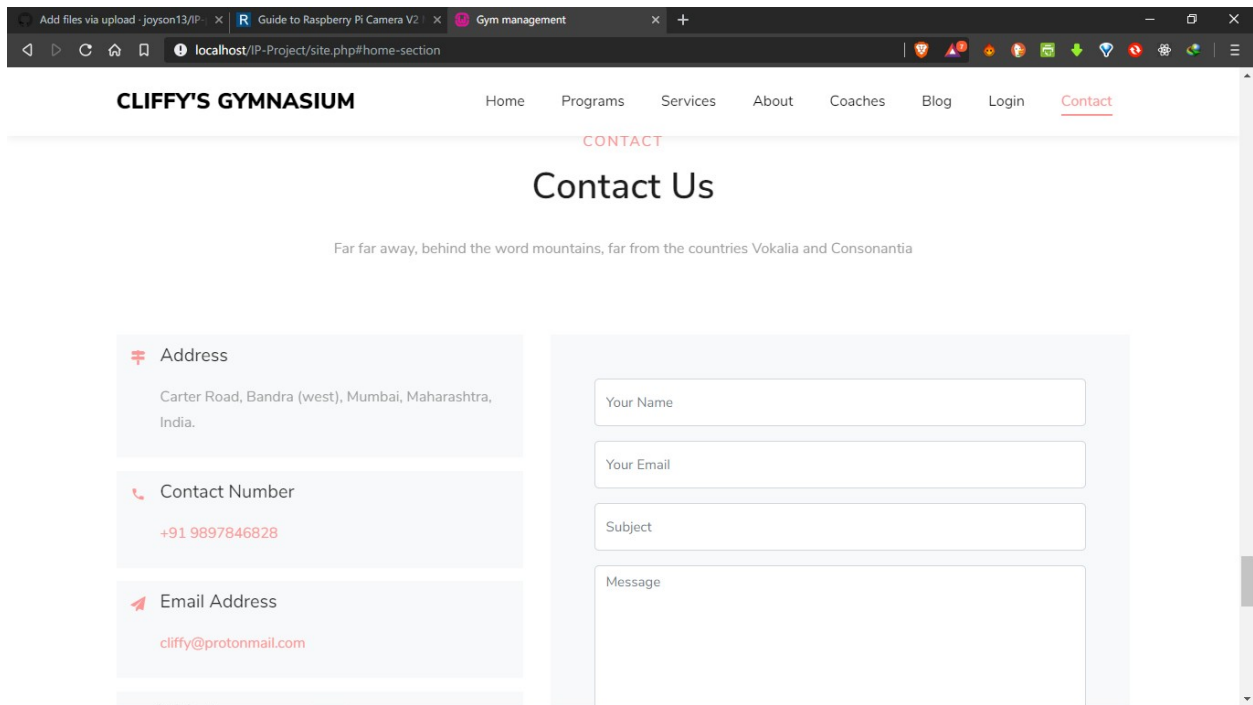 Add files via upload · joyson13/IP-
Guide to Raspberry Pi Camera V2
Gym management
localhost/IP-Project/site.php#home-section
CLIFFY'S GYMNASIUM
Home
Programs
Services
About
Coaches
Blog
Login
Contact
CONTACT
Contact Us
Far far away, behind the word mountains, far from the countries Vokalia and Consonantia
Address
Carter Road, Bandra (west), Mumbai, Maharashtra,
India.
Contact Number
+91 9897846828
Email Address
cliffy@protonmail.com
Your Name
Your Email
Subject
Message